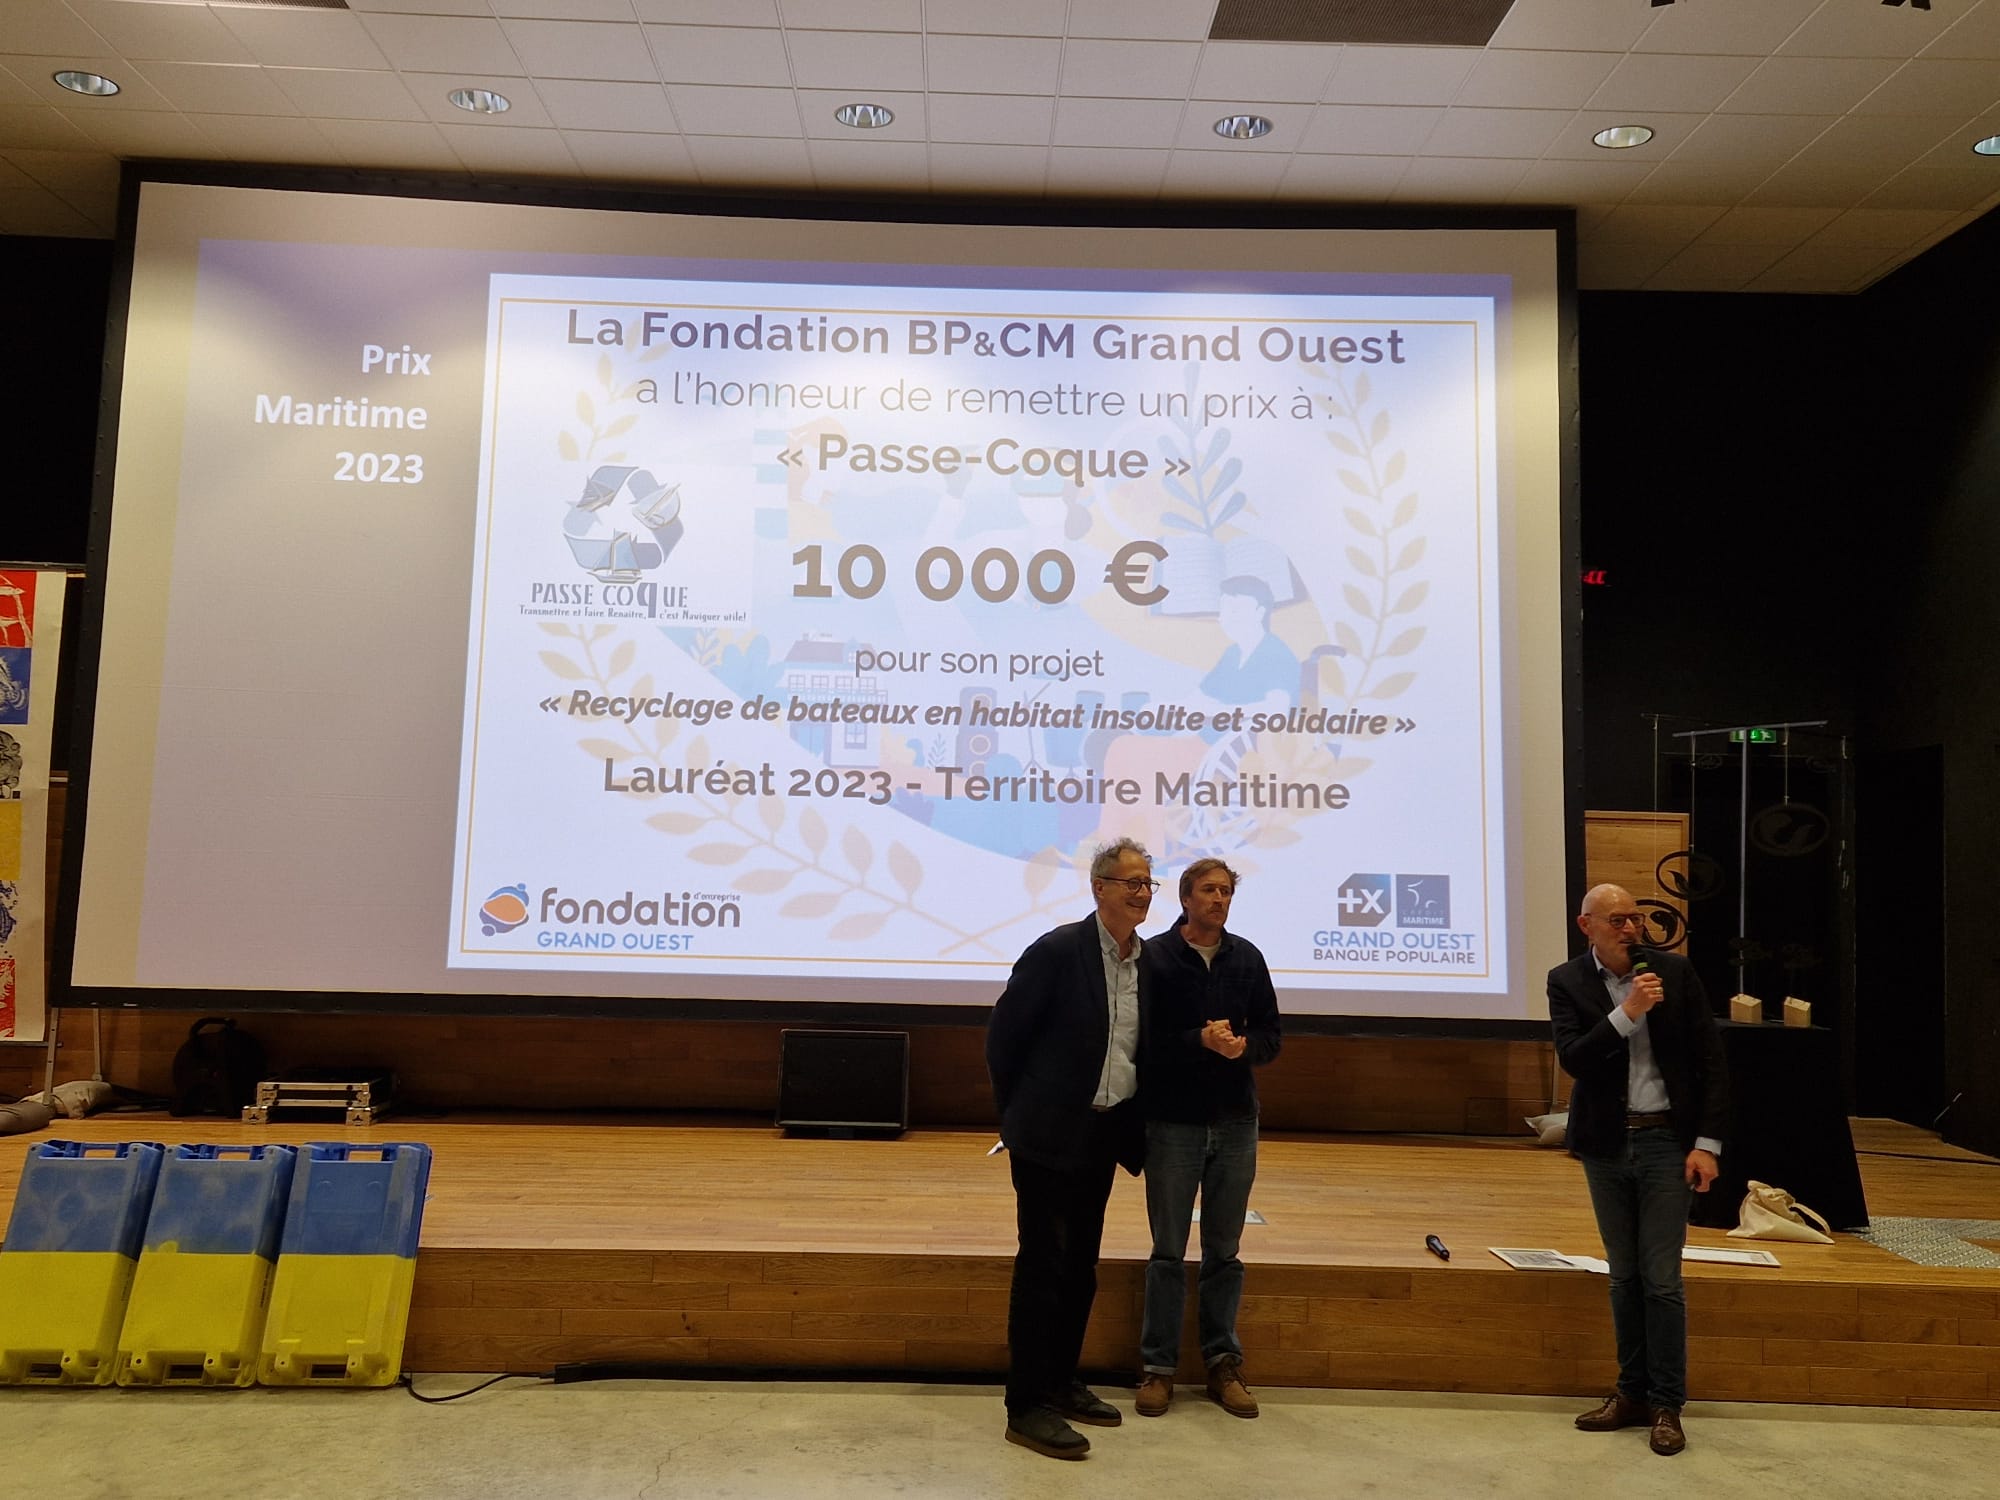 Prix
Maritime
2023
La Fondation BP&CM Grand Ouest
a l'honneur de remettre un prix à :
« Passe-Coque »
10 000 €
PASSE COQUE
Transmettre et Faire Renaitre, c'est Naviguer utile!
pour son projet
« Recyclage de bateaux en habitat insolite et solidaire »
Lauréat 2023 - Territoire Maritime
fondation
d'entreprise
GRAND OUEST
+X
CRÉDIT
MARITIME
GRAND OUEST
BANQUE POPULAIRE